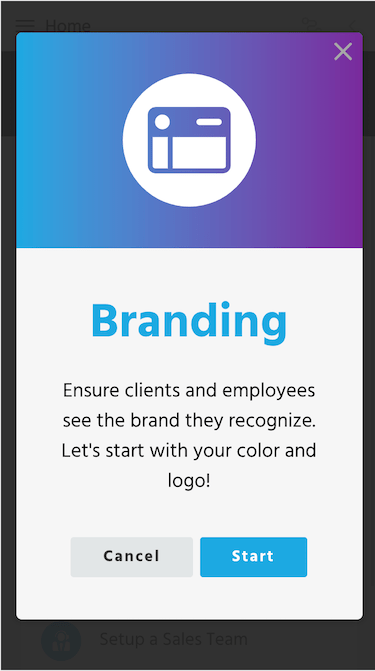 Home
Branding
Ensure clients and employees
see the brand they recognize.
Let's start with your color and
logo!
Cancel
Start
Setup a Sales Team